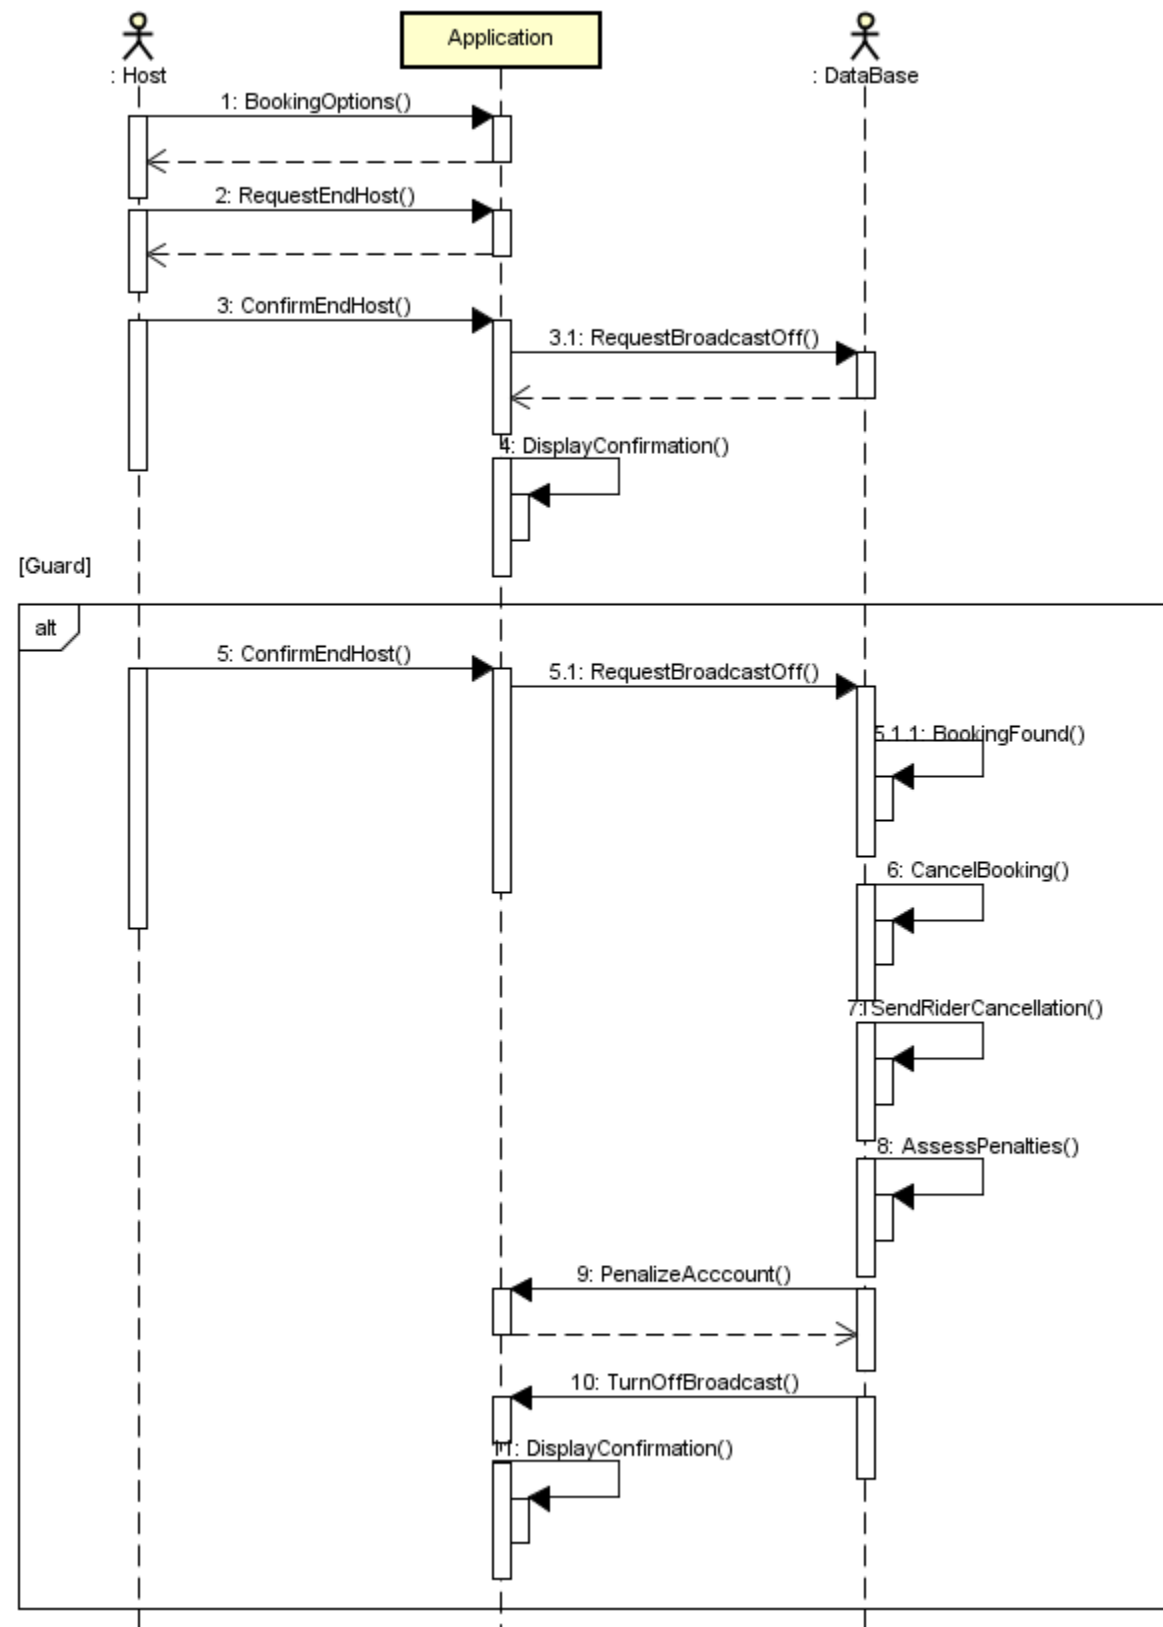 Application
: Host
: DataBase
1: BookingOptions()
2: RequestEndHost()
3: ConfirmEndHost()
3.1: RequestBroadcastOff()
4: DisplayConfirmation()
[Guard]
alt
5: ConfirmEndHost()
5.1: RequestBroadcastOff()
5.1.1: BookingFound()
6: CancelBooking()
7: SendRiderCancellation()
8: AssessPenalties()
9: PenalizeAcccount()
10: TurnOffBroadcast()
11: DisplayConfirmation()